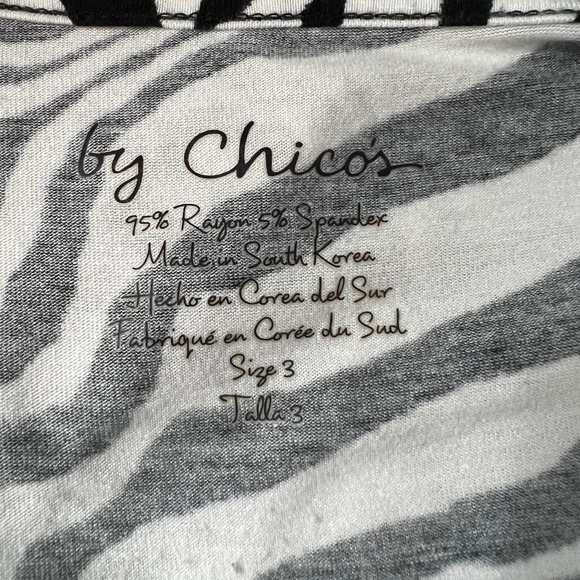 by Chico's
95% Rayon 5% Spandex
Made in South Korea
Hecho en Corea del Sur
Fabriqué en Corée du Sud
Size 3
Talla 3